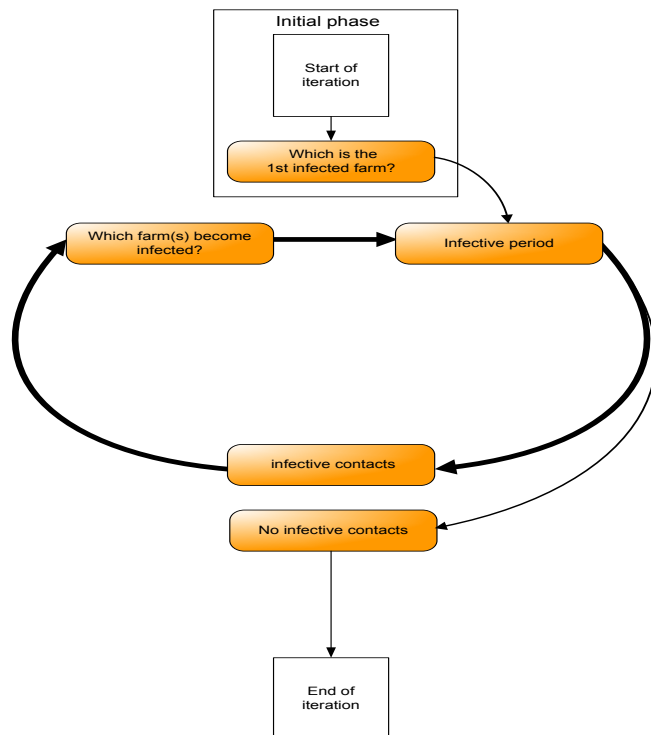 Initial phase
Start of
iteration
Which is the
1st infected farm?
Which farm(s) become
infected?
Infective period
infective contacts
No infective contacts
End of
iteration